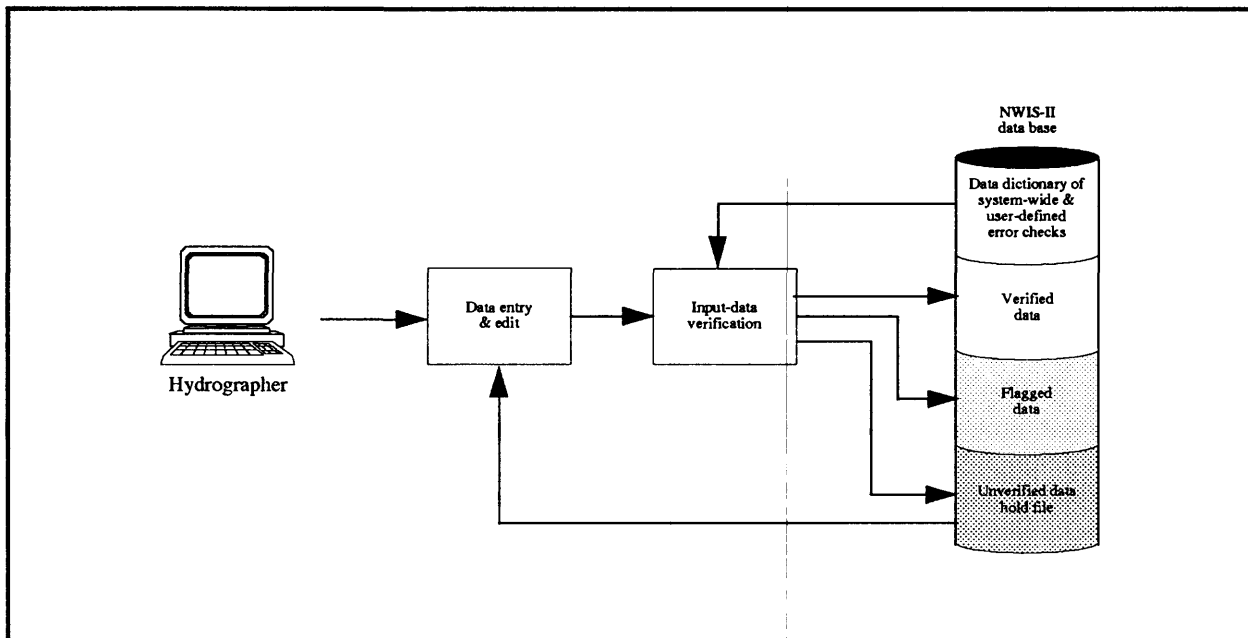 NWIS-II
data base
Data dictionary of
system-wide &
user-defined
error checks
Data entry
& edit
Input-data
verification
Verified
data
Hydrographer
Flagged
data
Unverified data
hold file